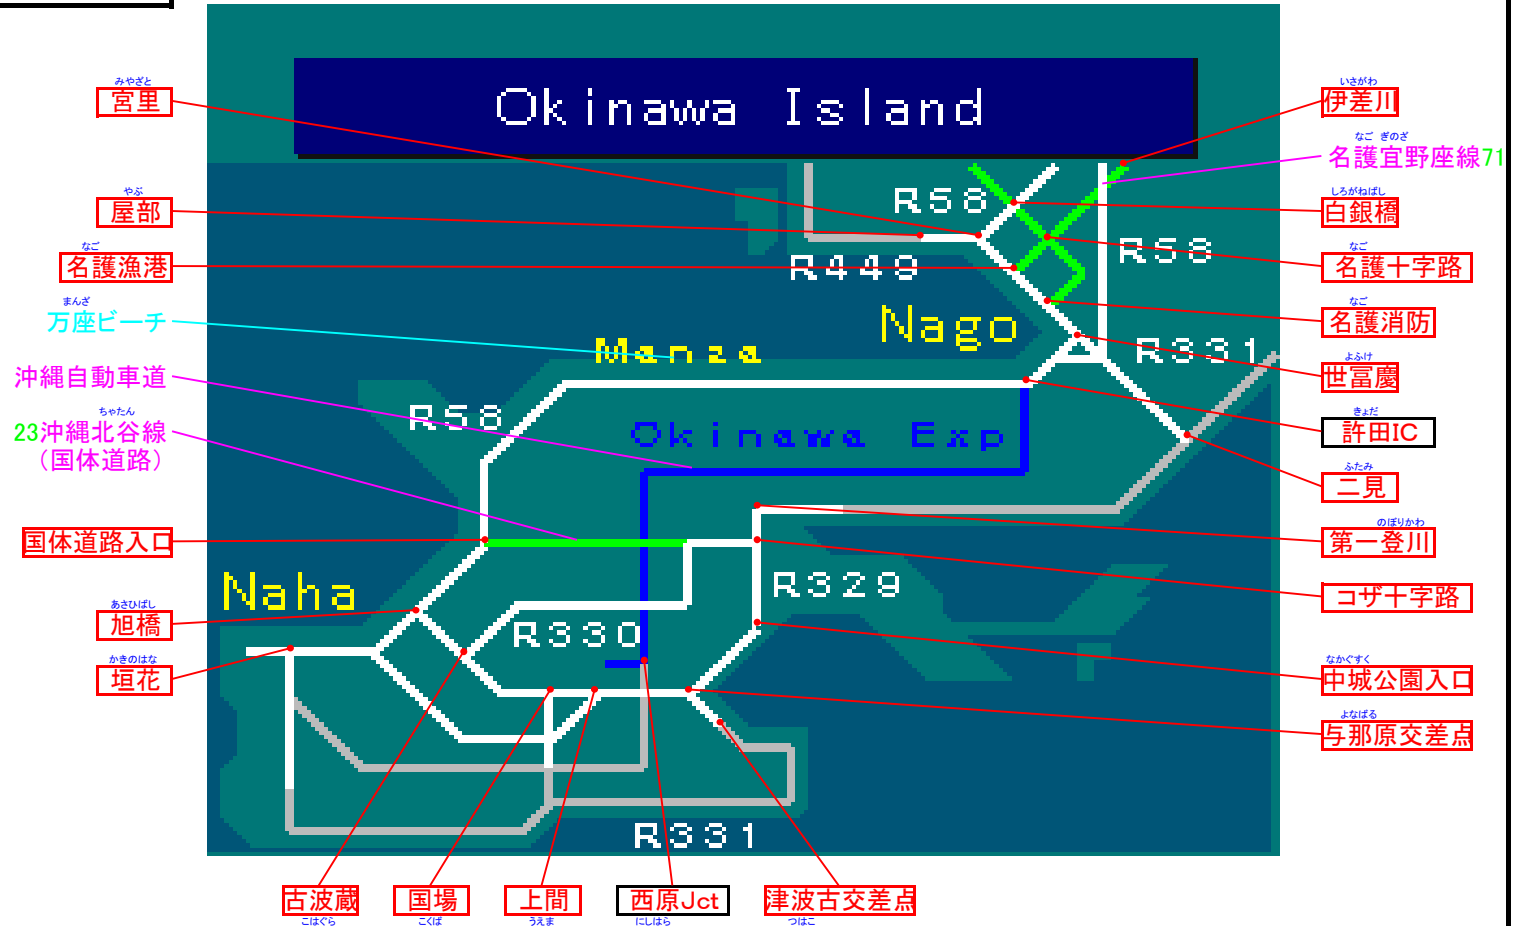 Okinawa Island
みやざと
宮里
やぶ
屋部
なご
名護漁港
まんざ
万座ビーチ
沖縄自動車道
ちゃたん
23沖縄北谷線
（国体道路）
国体道路入口
あさひばし
旭橋
かきのはな
垣花
R58
R449
R58
Nago
Manza
R331
R58
Okinawa Exp
Naha
R329
R330
R331
いさがわ
伊差川
なご ぎのざ
名護宜野座線71
しろがねばし
白銀橋
なご
名護十字路
なご
名護消防
よふけ
世冨慶
きょだ
許田IC
ふたみ
二見
のぼりかわ
第一登川
コザ十字路
なかぐすく
中城公園入口
よなばる
与那原交差点
古波蔵
こはぐら
国場
こくば
上間
うえま
西原Jct
にしはら
津波古交差点
つはこ